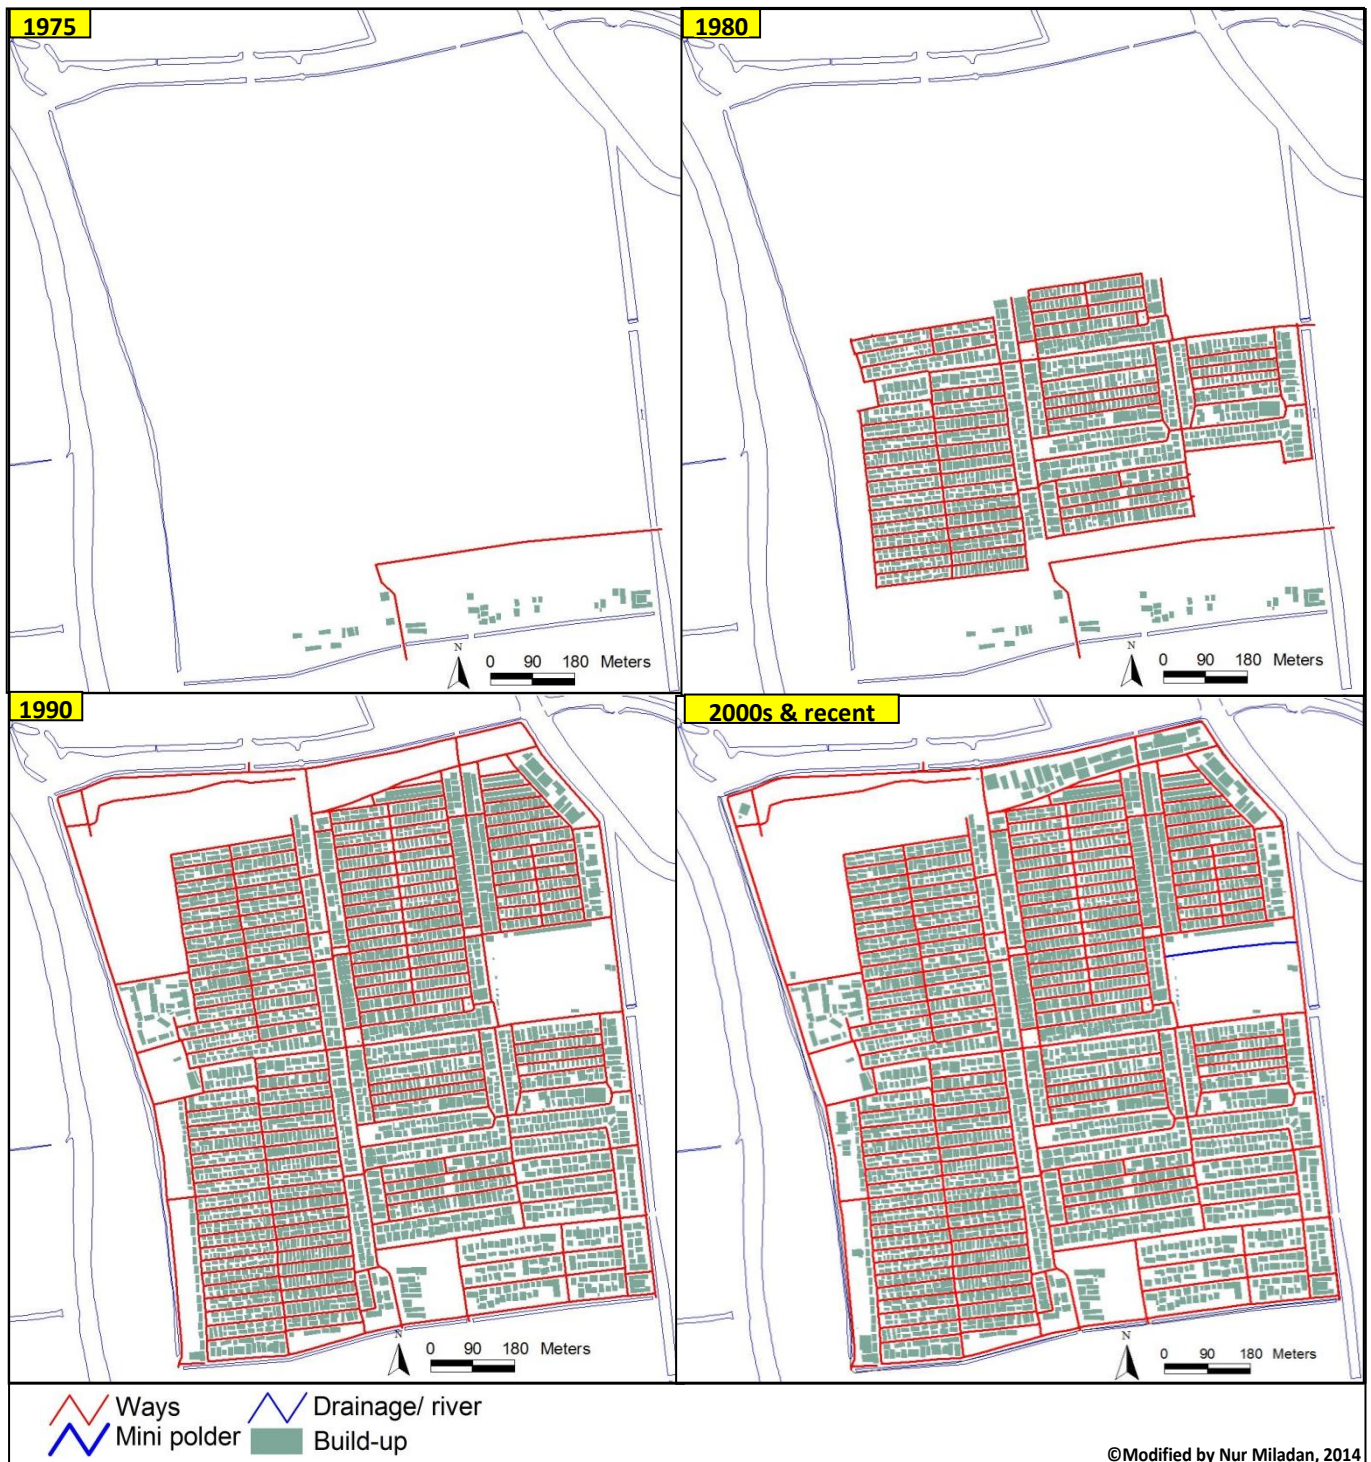 1975
1980
N
0 90 180 Meters
N
0 90 180 Meters
1990
2000s & recent
N
0 90 180 Meters
N
0 90 180 Meters
Ways
Drainage/ river
Mini polder
Build-up
©Modified by Nur Miladan, 2014